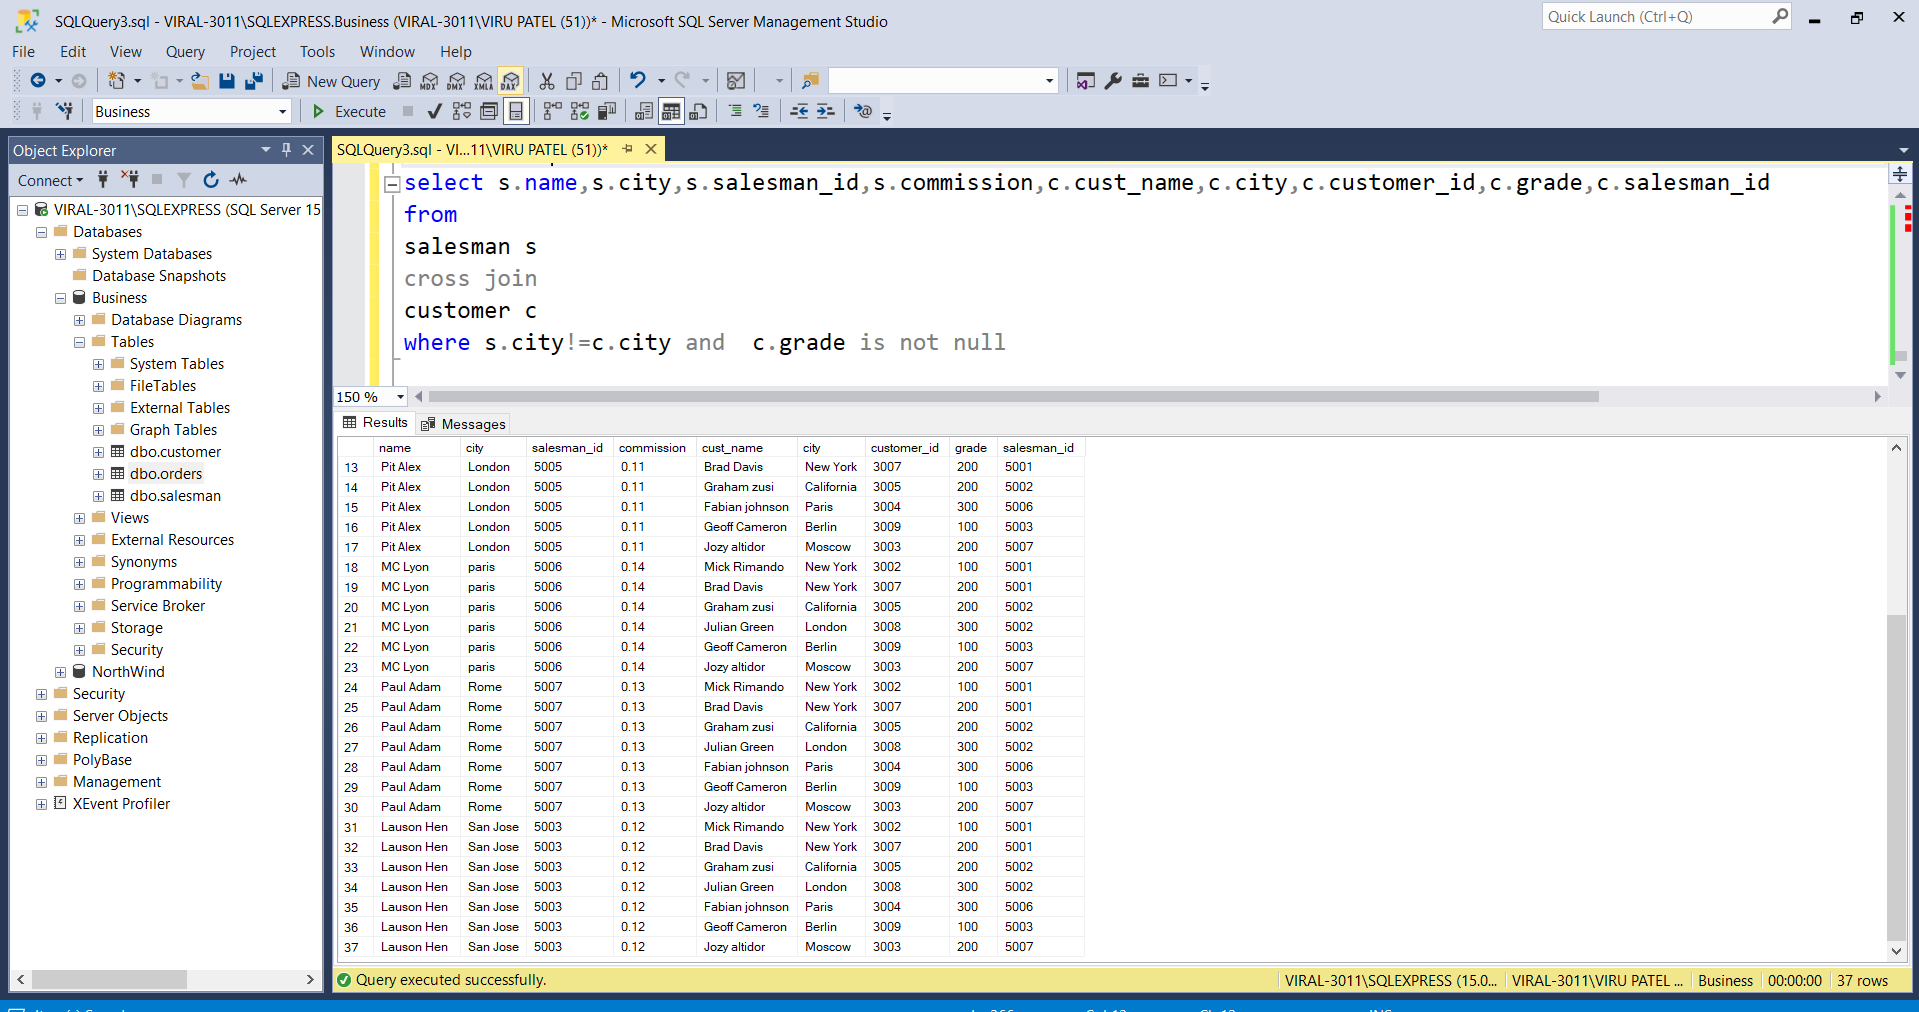 SQLQuery3.sql - VIRAL-3011\SQLEXPRESS.Business (VIRAL-3011\VIRU PATEL (51))* - Microsoft SQL Server Management Studio
Quick Launch (Ctrl+Q)
File Edit View Query Project Tools Window Help
New Query MDX DMX XMLA DAX
Business Execute
Object Explorer
Connect
VIRAL-3011\SQLEXPRESS (SQL Server 15
Databases
System Databases
Database Snapshots
Business
Database Diagrams
Tables
System Tables
FileTables
External Tables
Graph Tables
dbo.customer
dbo.orders
dbo.salesman
Views
External Resources
Synonyms
Programmability
Service Broker
Storage
Security
NorthWind
Security
Server Objects
Replication
PolyBase
Management
XEvent Profiler
SQLQuery3.sql - VI...11\VIRU PATEL (51))*
select s.name,s.city,s.salesman_id,s.commission,c.cust_name,c.city,c.customer_id,c.grade,c.salesman_id
from
salesman s
cross join
customer c
where s.city!=c.city and  c.grade is not null
150 %
Results Messages
name city salesman_id commission cust_name city customer_id grade salesman_id
13 Pit Alex London 5005 0.11 Brad Davis New York 3007 200 5001
14 Pit Alex London 5005 0.11 Graham zusi California 3005 200 5002
15 Pit Alex London 5005 0.11 Fabian johnson Paris 3004 300 5006
16 Pit Alex London 5005 0.11 Geoff Cameron Berlin 3009 100 5003
17 Pit Alex London 5005 0.11 Jozy altidor Moscow 3003 200 5007
18 MC Lyon paris 5006 0.14 Mick Rimando New York 3002 100 5001
19 MC Lyon paris 5006 0.14 Brad Davis New York 3007 200 5001
20 MC Lyon paris 5006 0.14 Graham zusi California 3005 200 5002
21 MC Lyon paris 5006 0.14 Julian Green London 3008 300 5002
22 MC Lyon paris 5006 0.14 Geoff Cameron Berlin 3009 100 5003
23 MC Lyon paris 5006 0.14 Jozy altidor Moscow 3003 200 5007
24 Paul Adam Rome 5007 0.13 Mick Rimando New York 3002 100 5001
25 Paul Adam Rome 5007 0.13 Brad Davis New York 3007 200 5001
26 Paul Adam Rome 5007 0.13 Graham zusi California 3005 200 5002
27 Paul Adam Rome 5007 0.13 Julian Green London 3008 300 5002
28 Paul Adam Rome 5007 0.13 Fabian johnson Paris 3004 300 5006
29 Paul Adam Rome 5007 0.13 Geoff Cameron Berlin 3009 100 5003
30 Paul Adam Rome 5007 0.13 Jozy altidor Moscow 3003 200 5007
31 Lauson Hen San Jose 5003 0.12 Mick Rimando New York 3002 100 5001
32 Lauson Hen San Jose 5003 0.12 Brad Davis New York 3007 200 5001
33 Lauson Hen San Jose 5003 0.12 Graham zusi California 3005 200 5002
34 Lauson Hen San Jose 5003 0.12 Julian Green London 3008 300 5002
35 Lauson Hen San Jose 5003 0.12 Fabian johnson Paris 3004 300 5006
36 Lauson Hen San Jose 5003 0.12 Geoff Cameron Berlin 3009 100 5003
37 Lauson Hen San Jose 5003 0.12 Jozy altidor Moscow 3003 200 5007
Query executed successfully. VIRAL-3011\SQLEXPRESS (15.0... VIRAL-3011\VIRU PATEL ... Business 00:00:00 37 rows